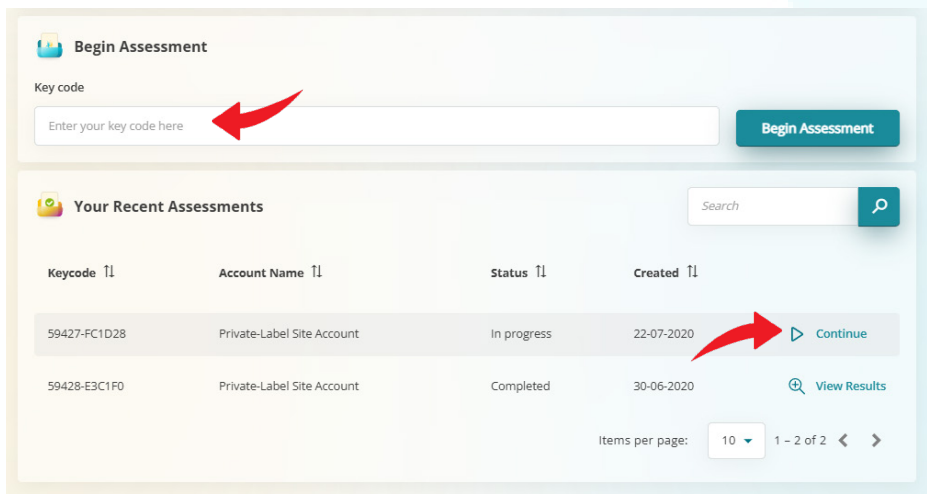 Begin Assessment
Key code
Enter your key code here
Begin Assessment
Your Recent Assessments
Search
Keycode Account Name Status Created
59427-FC1D28 Private-Label Site Account In progress 22-07-2020 Continue
59428-E3C1F0 Private-Label Site Account Completed 30-06-2020 View Results
Items per page: 10 1 – 2 of 2